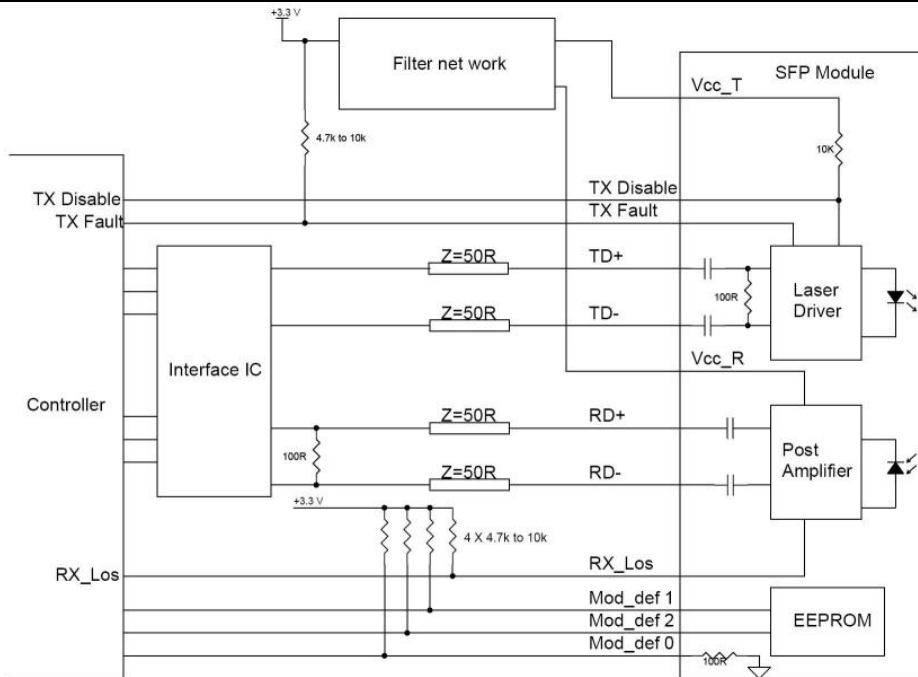 +3.3 V
Filter net work
SFP Module
Vcc_T
4.7k to 10k
10K
TX Disable
TX Disable
TX Fault
TX Fault
Z=50R
TD+
100R
Laser
Driver
Z=50R
TD-
Vcc_R
Interface IC
Controller
Z=50R
RD+
100R
Post
Amplifier
Z=50R
RD-
+3.3 V
4 X 4.7k to 10k
RX_Los
RX_Los
Mod_def 1
EEPROM
Mod_def 2
Mod_def 0
100R